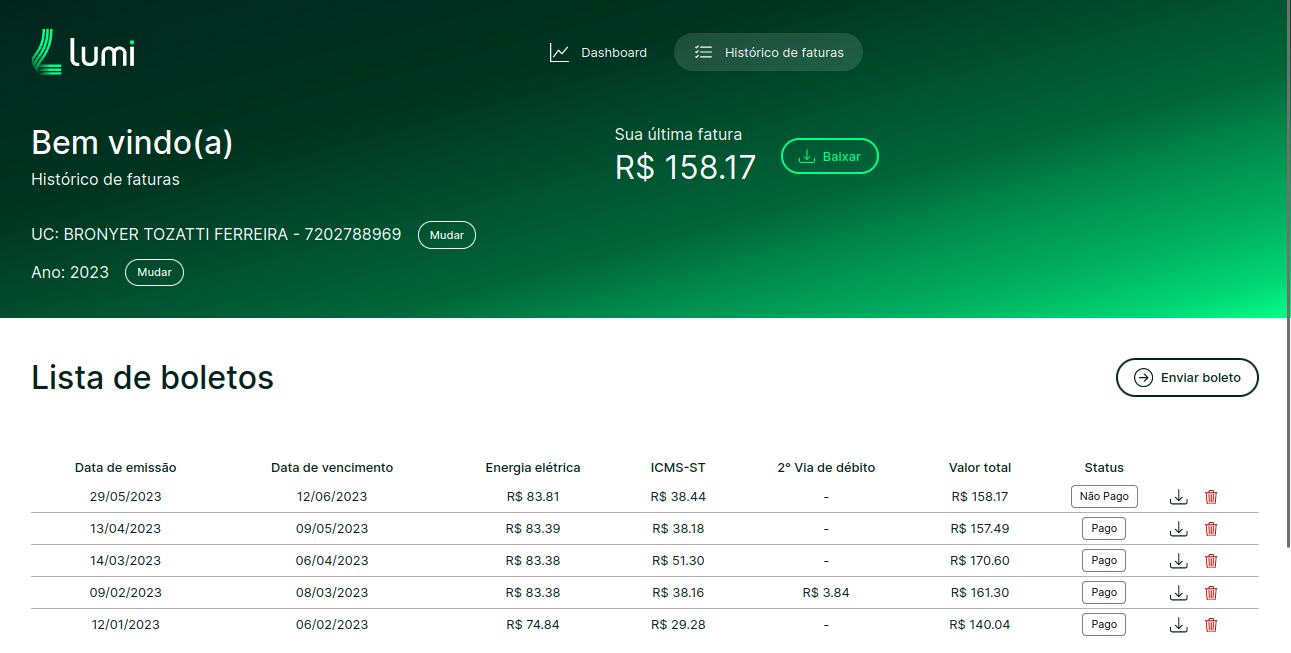 lumi
Dashboard
Histórico de faturas
Bem vindo(a)
Histórico de faturas
Sua última fatura
R$ 158.17
Baixar
UC: BRONYER TOZATTI FERREIRA - 7202788969
Mudar
Ano: 2023
Mudar
Lista de boletos
Enviar boleto
Data de emissão Data de vencimento Energia elétrica ICMS-ST 2° Via de débito Valor total Status
29/05/2023 12/06/2023 R$ 83.81 R$ 38.44 - R$ 158.17 Não Pago
13/04/2023 09/05/2023 R$ 83.39 R$ 38.18 - R$ 157.49 Pago
14/03/2023 06/04/2023 R$ 83.38 R$ 51.30 - R$ 170.60 Pago
09/02/2023 08/03/2023 R$ 83.38 R$ 38.16 R$ 3.84 R$ 161.30 Pago
12/01/2023 06/02/2023 R$ 74.84 R$ 29.28 - R$ 140.04 Pago